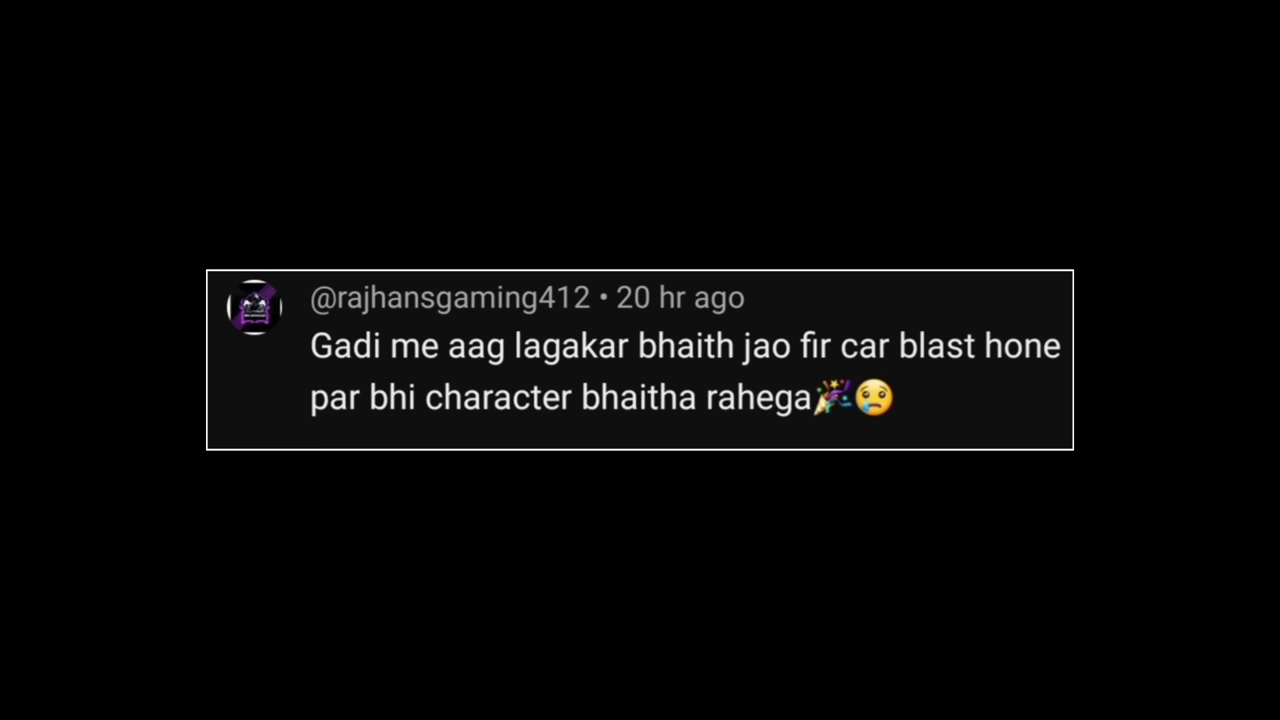 @rajhansgaming412 • 20 hr ago
Gadi me aag lagakar bhaith jao fir car blast hone
par bhi character bhaitha rahega🎉😢